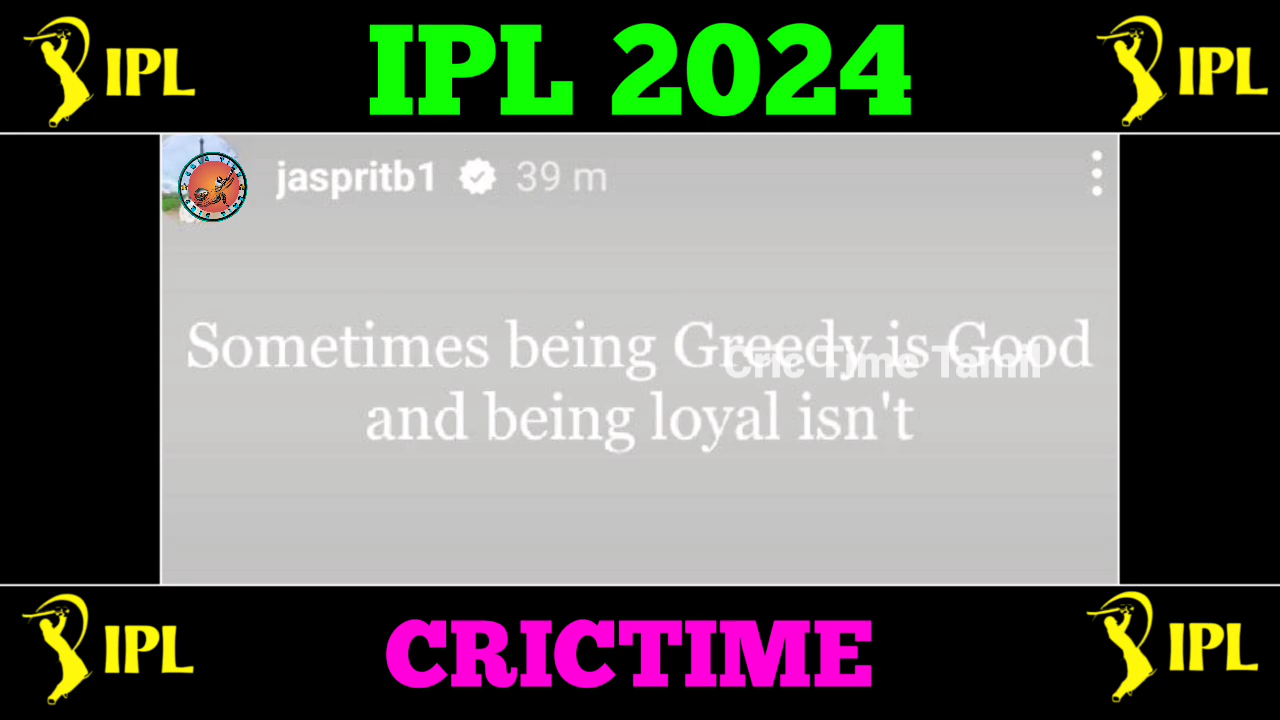 IPL
IPL 2024
IPL
jaspritb1 39 m
Sometimes being Greedy is Good
Cric Time Tamil
and being loyal isn't
IPL
CRICTIME
IPL